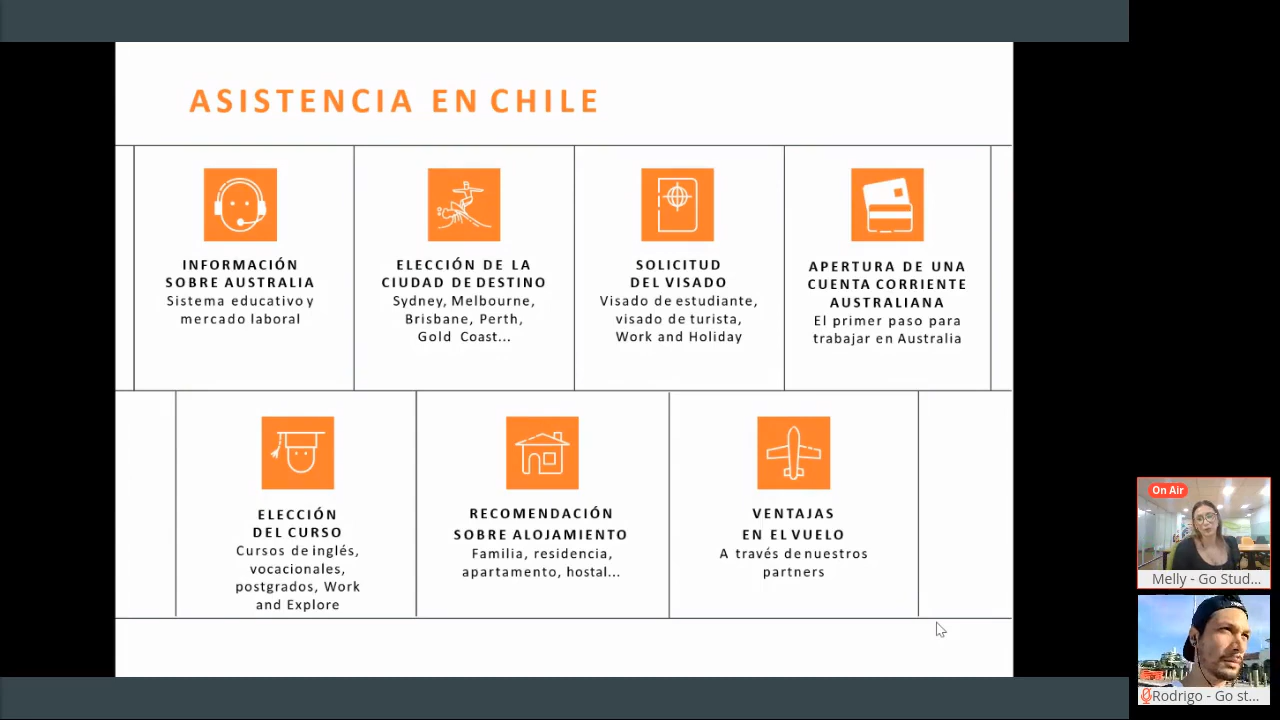 ASISTENCIA EN CHILE
INFORMACIÓN
SOBRE AUSTRALIA
Sistema educativo y
mercado laboral
ELECCIÓN DE LA
CIUDAD DE DESTINO
Sydney, Melbourne,
Brisbane, Perth,
Gold Coast...
SOLICITUD
DEL VISADO
Visado de estudiante,
visado de turista,
Work and Holiday
APERTURA DE UNA
CUENTA CORRIENTE
AUSTRALIANA
El primer paso para
trabajar en Australia
ELECCIÓN
DEL CURSO
Cursos de inglés,
vocacionales,
postgrados, Work
and Explore
RECOMENDACIÓN
SOBRE ALOJAMIENTO
Familia, residencia,
apartamento, hostal...
VENTAJAS
EN EL VUELO
A través de nuestros
partners
On Air
Melly - Go Stud...
Rodrigo - Go st...